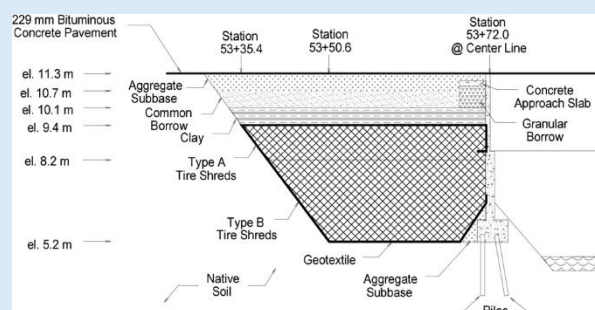 229 mm Bituminous
Concrete Pavement
Station
53+35.4
Station
53+50.6
Station
53+72.0
@ Center Line
el. 11.3 m
el. 10.7 m
el. 10.1 m
el. 9.4 m
el. 8.2 m
el. 5.2 m
Aggregate
Subbase
Common
Borrow
Clay
Type A
Tire Shreds
Type B
Tire Shreds
Native
Soil
Geotextile
Aggregate
Subbase
Concrete
Approach Slab
Granular
Borrow
Piles